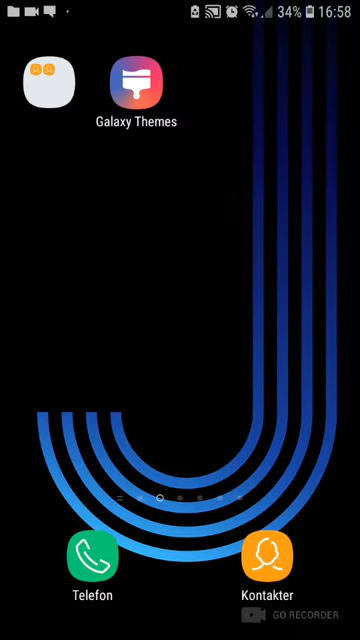 34% 16:58
Galaxy Themes
Telefon
Kontakter
GO RECORDER